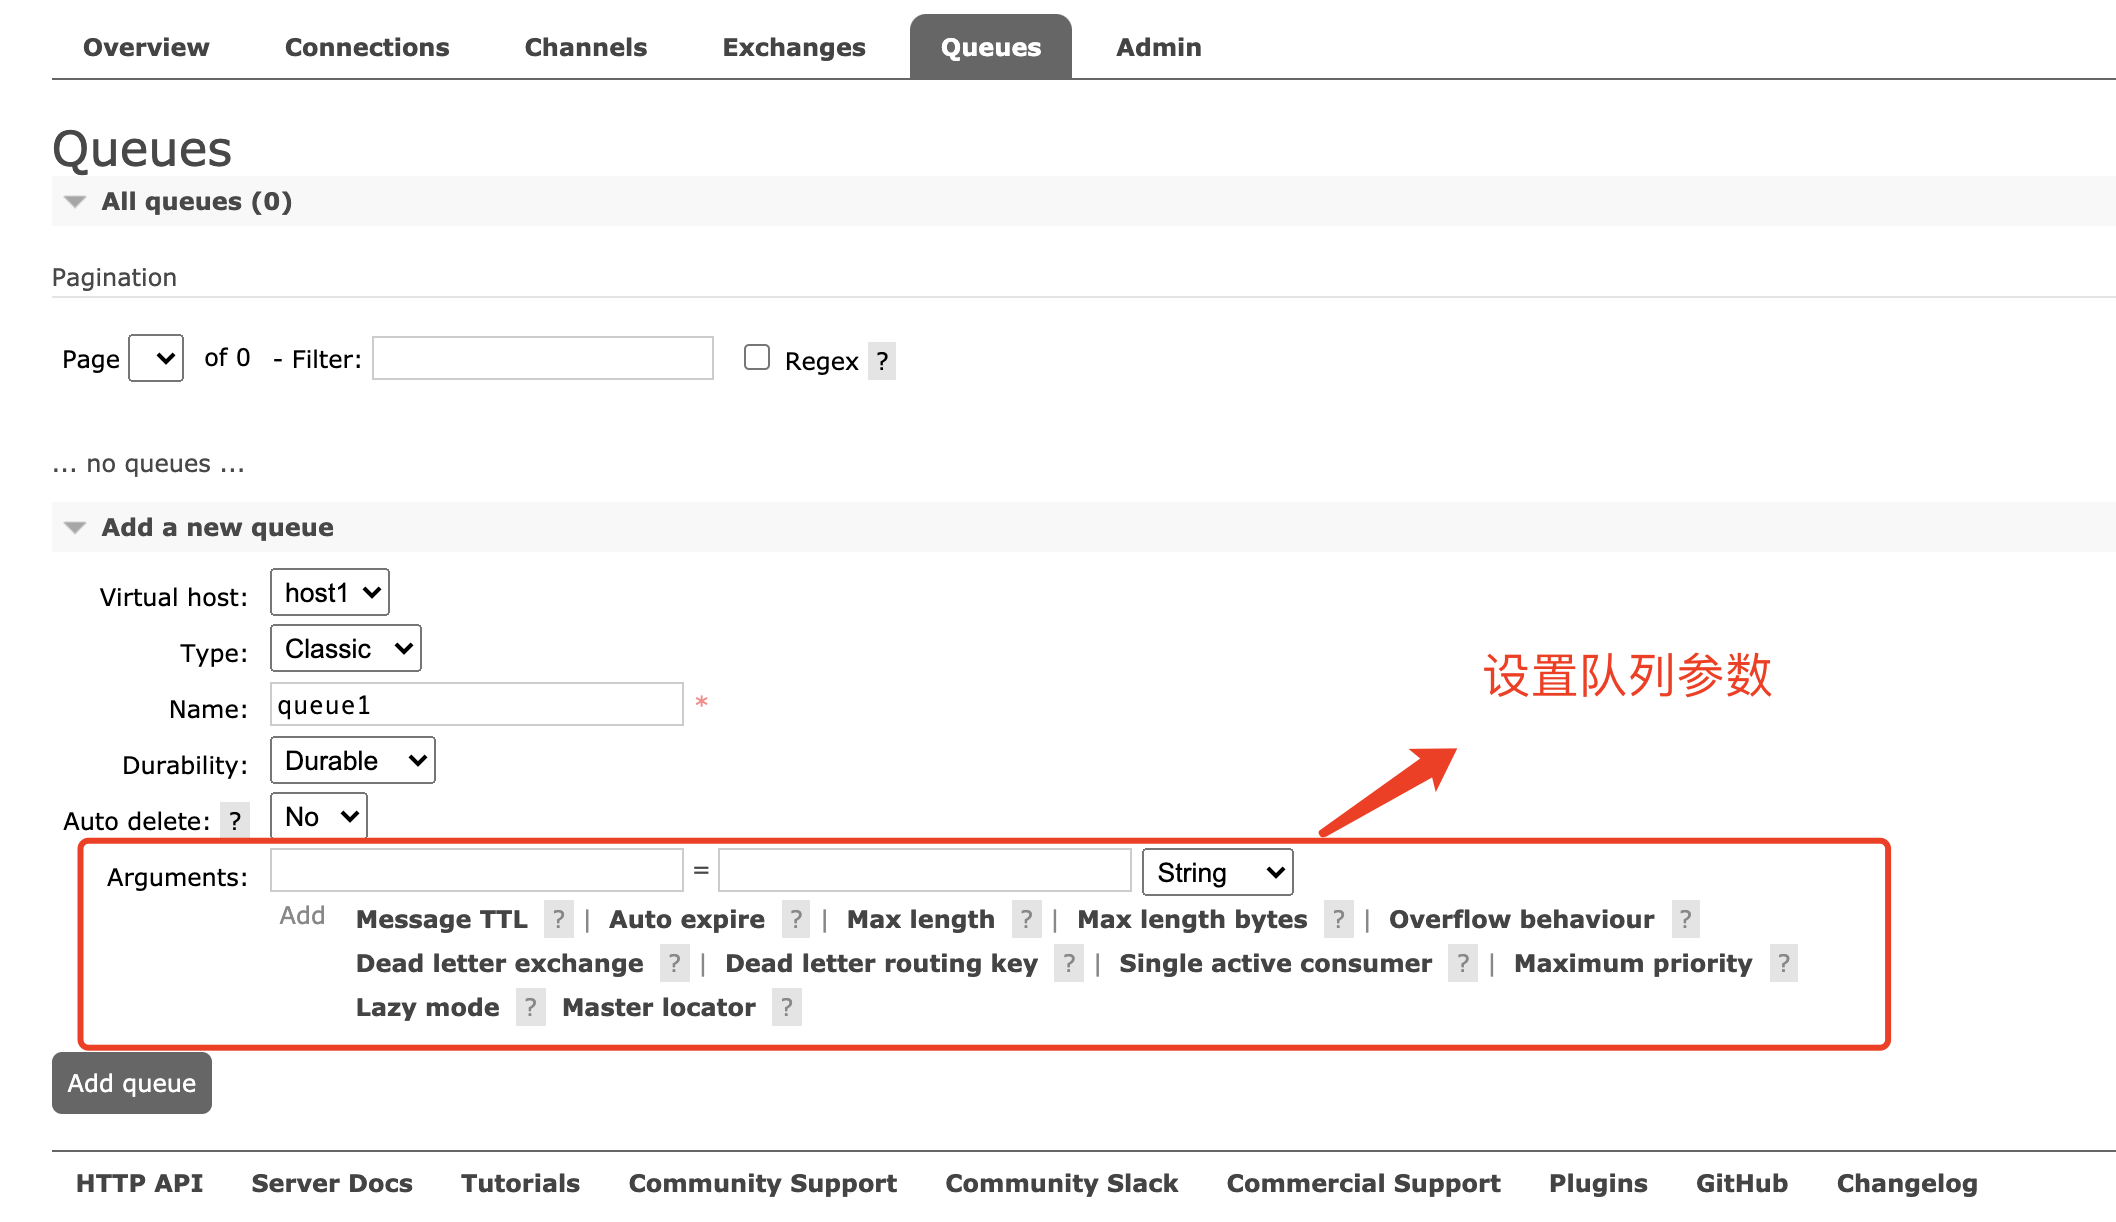 Overview Connections Channels Exchanges Queues Admin
Queues
All queues (0)
Pagination
Page of 0 - Filter: Regex ?
... no queues ...
Add a new queue
Virtual host: host1
Type: Classic
设置队列参数
Name: queue1 *
Durability: Durable
Auto delete: ? No
Arguments: = String
Add Message TTL ? | Auto expire ? | Max length ? | Max length bytes ? | Overflow behaviour ?
Dead letter exchange ? | Dead letter routing key ? | Single active consumer ? | Maximum priority ?
Lazy mode ? Master locator ?
Add queue
HTTP API Server Docs Tutorials Community Support Community Slack Commercial Support Plugins GitHub Changelog